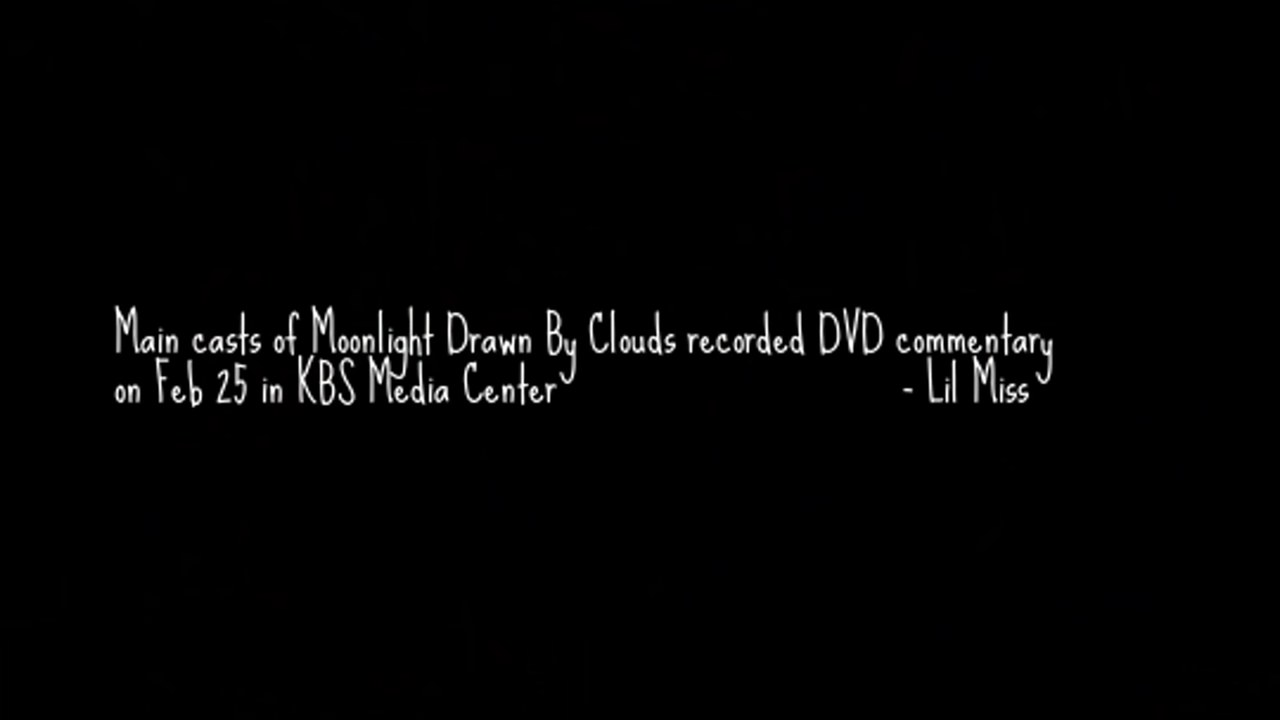 Main casts of Moonlight Drawn By Clouds recorded DVD commentary
on Feb 25 in KBS Media Center - Lil Miss